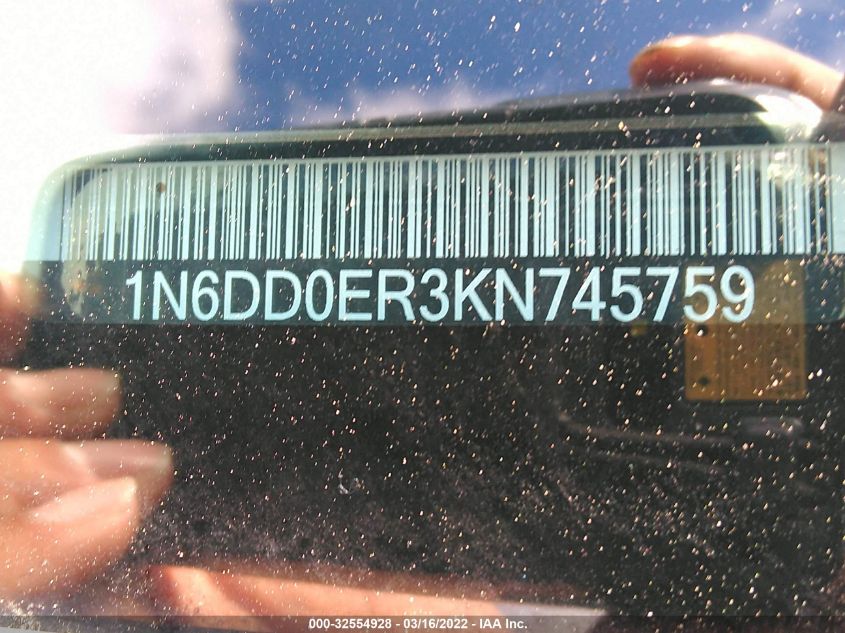 1N6DD0ER3KN745759
000-32554928 - 03/16/2022 - IAA Inc.